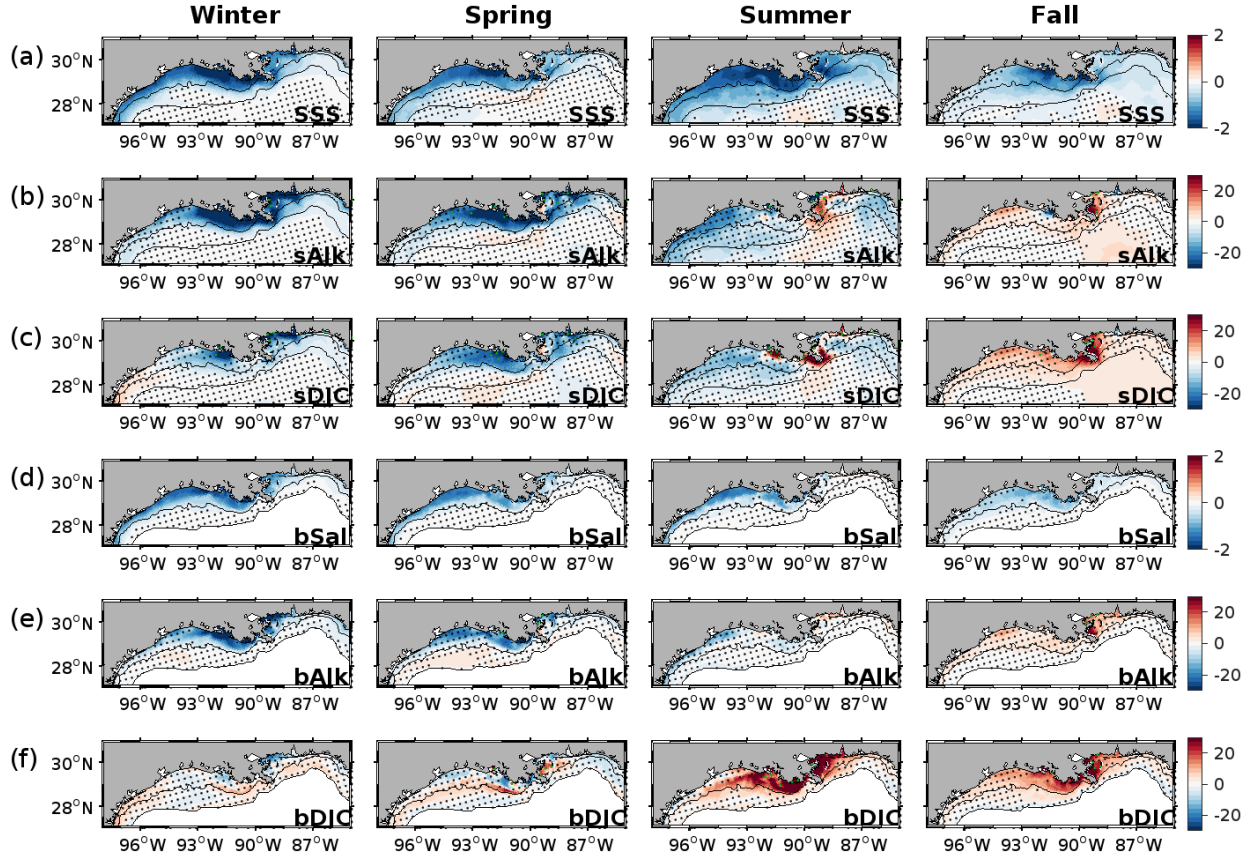 Winter Spring Summer Fall
(a) 30°N 28°N SSS SSS SSS SSS 2 0 -2
96°W 93°W 90°W 87°W 96°W 93°W 90°W 87°W 96°W 93°W 90°W 87°W 96°W 93°W 90°W 87°W
(b) 30°N 28°N sAlk sAlk sAlk sAlk 20 0 -20
96°W 93°W 90°W 87°W 96°W 93°W 90°W 87°W 96°W 93°W 90°W 87°W 96°W 93°W 90°W 87°W
(c) 30°N 28°N sDIC sDIC sDIC sDIC 20 0 -20
96°W 93°W 90°W 87°W 96°W 93°W 90°W 87°W 96°W 93°W 90°W 87°W 96°W 93°W 90°W 87°W
(d) 30°N 28°N bSal bSal bSal bSal 2 0 -2
96°W 93°W 90°W 87°W 96°W 93°W 90°W 87°W 96°W 93°W 90°W 87°W 96°W 93°W 90°W 87°W
(e) 30°N 28°N bAlk bAlk bAlk bAlk 20 0 -20
96°W 93°W 90°W 87°W 96°W 93°W 90°W 87°W 96°W 93°W 90°W 87°W 96°W 93°W 90°W 87°W
(f) 30°N 28°N bDIC bDIC bDIC bDIC 20 0 -20
96°W 93°W 90°W 87°W 96°W 93°W 90°W 87°W 96°W 93°W 90°W 87°W 96°W 93°W 90°W 87°W